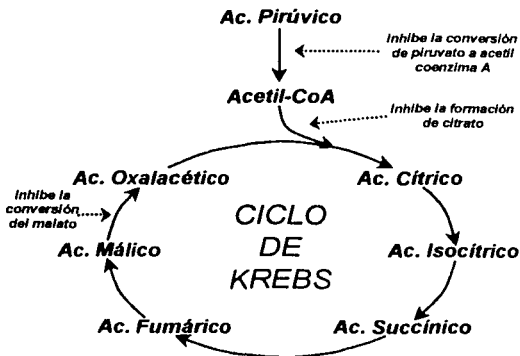 Ac. Pirúvico
Inhibe la conversión
de piruvato a acetil
coenzima A
Acetil-CoA
Inhibe la formación
de citrato
Ac. Oxalacético
Ac. Cítrico
Inhibe la
conversión
del malato
CICLO
DE
KREBS
Ac. Málico
Ac. Isocítrico
Ac. Fumárico
Ac. Succínico